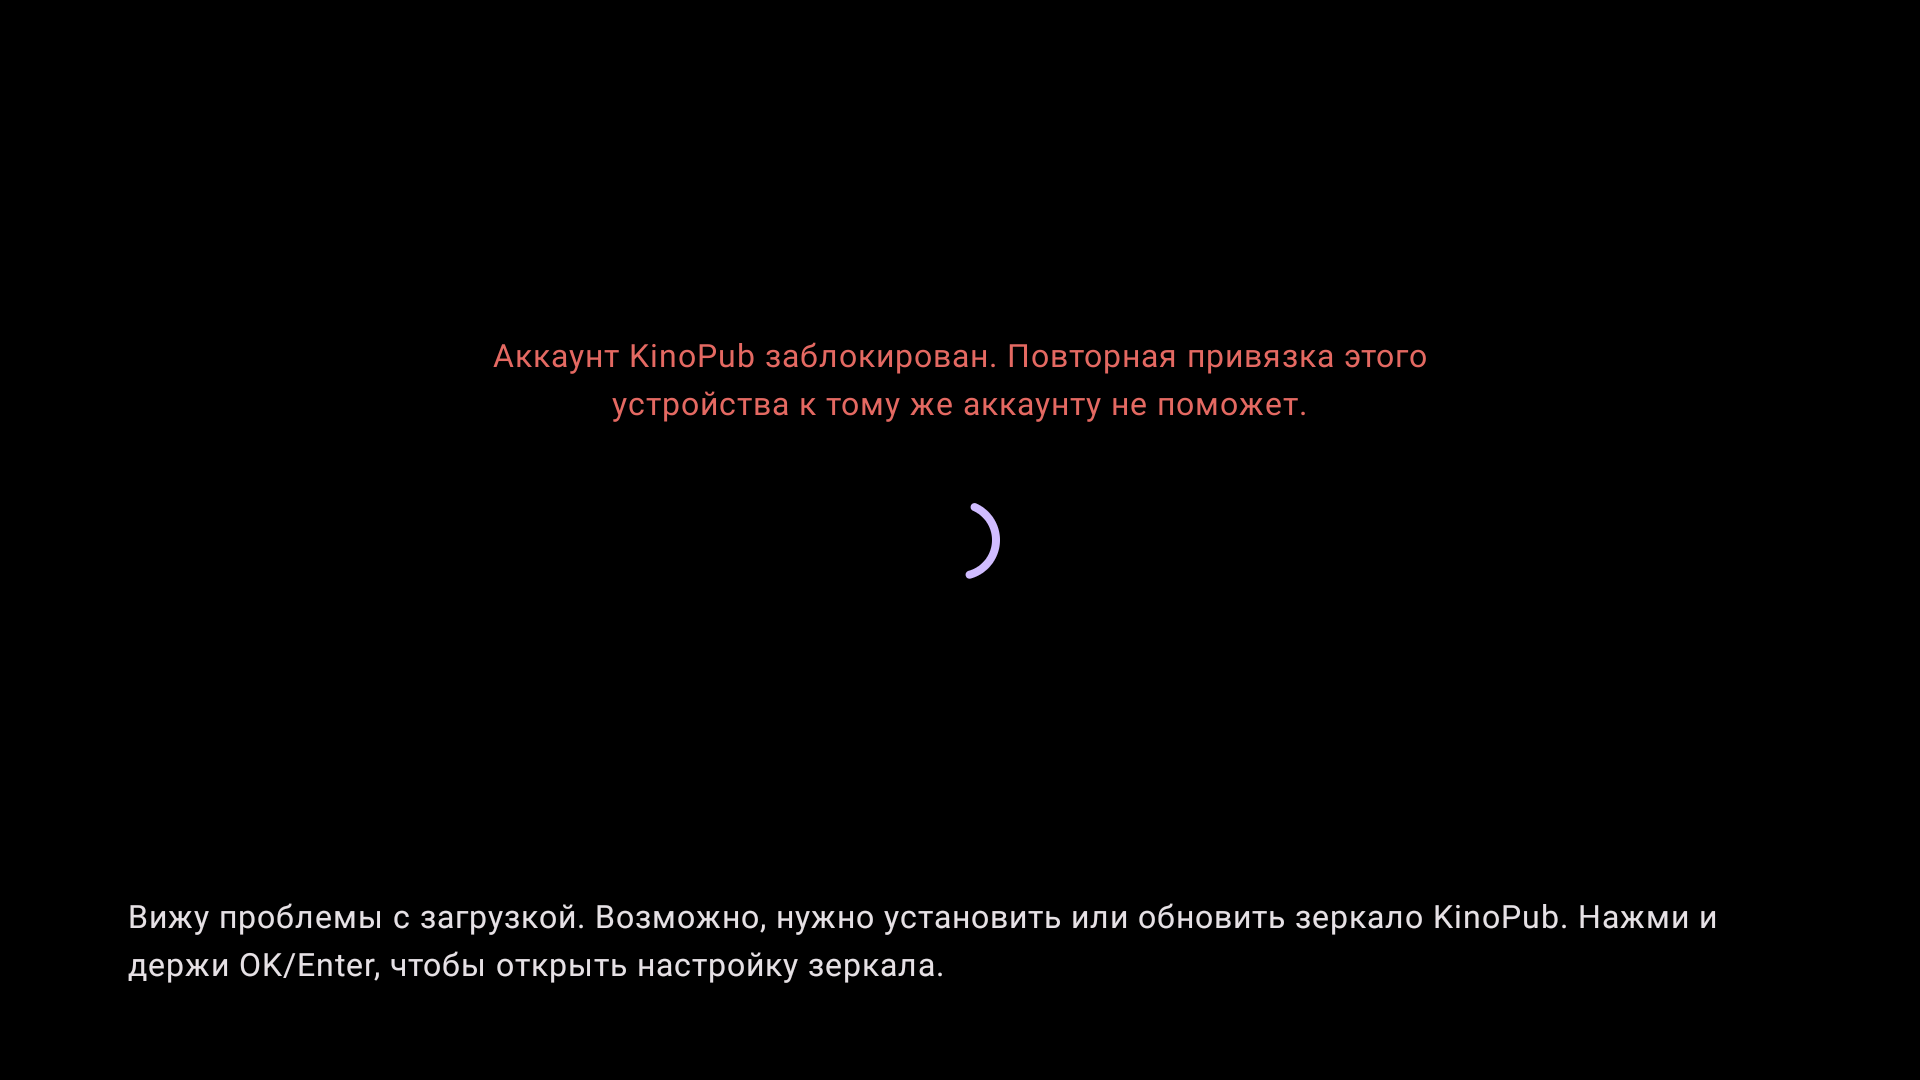 Аккаунт KinoPub заблокирован. Повторная привязка этого
устройства к тому же аккаунту не поможет.
Вижу проблемы с загрузкой. Возможно, нужно установить или обновить зеркало KinoPub. Нажми и
держи OK/Enter, чтобы открыть настройку зеркала.